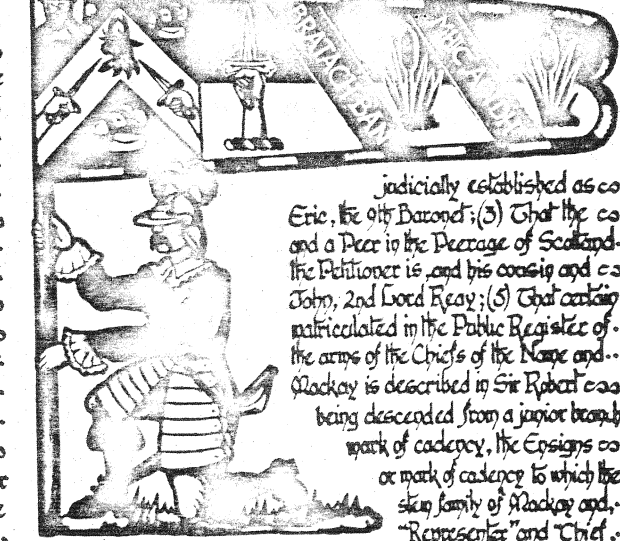 BRATACH BAN
judicially established as
Eric, the 9th Baronet; (3) That the
and a Peer in the Peerage of Scotland
the Petitioner is, and his cousin and
John, 2nd Lord Reay; (5) That certain
matriculated in the Public Register of
the arms of the Chiefs of the Name and
Mackay is described in Sir Robert
being descended from a junior branch
mark of cadency, the Ensigns
or mark of cadency to which the
stem family of Mackay and,
"Representer" and "Chief